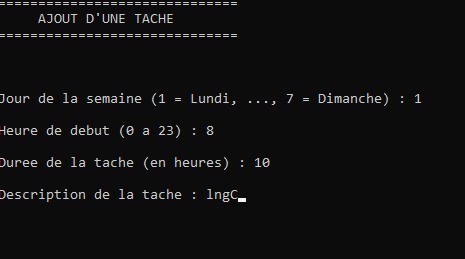 ==============================
AJOUT D'UNE TACHE
==============================
Jour de la semaine (1 = Lundi, ..., 7 = Dimanche) : 1
Heure de debut (0 a 23) : 8
Duree de la tache (en heures) : 10
Description de la tache : lngC